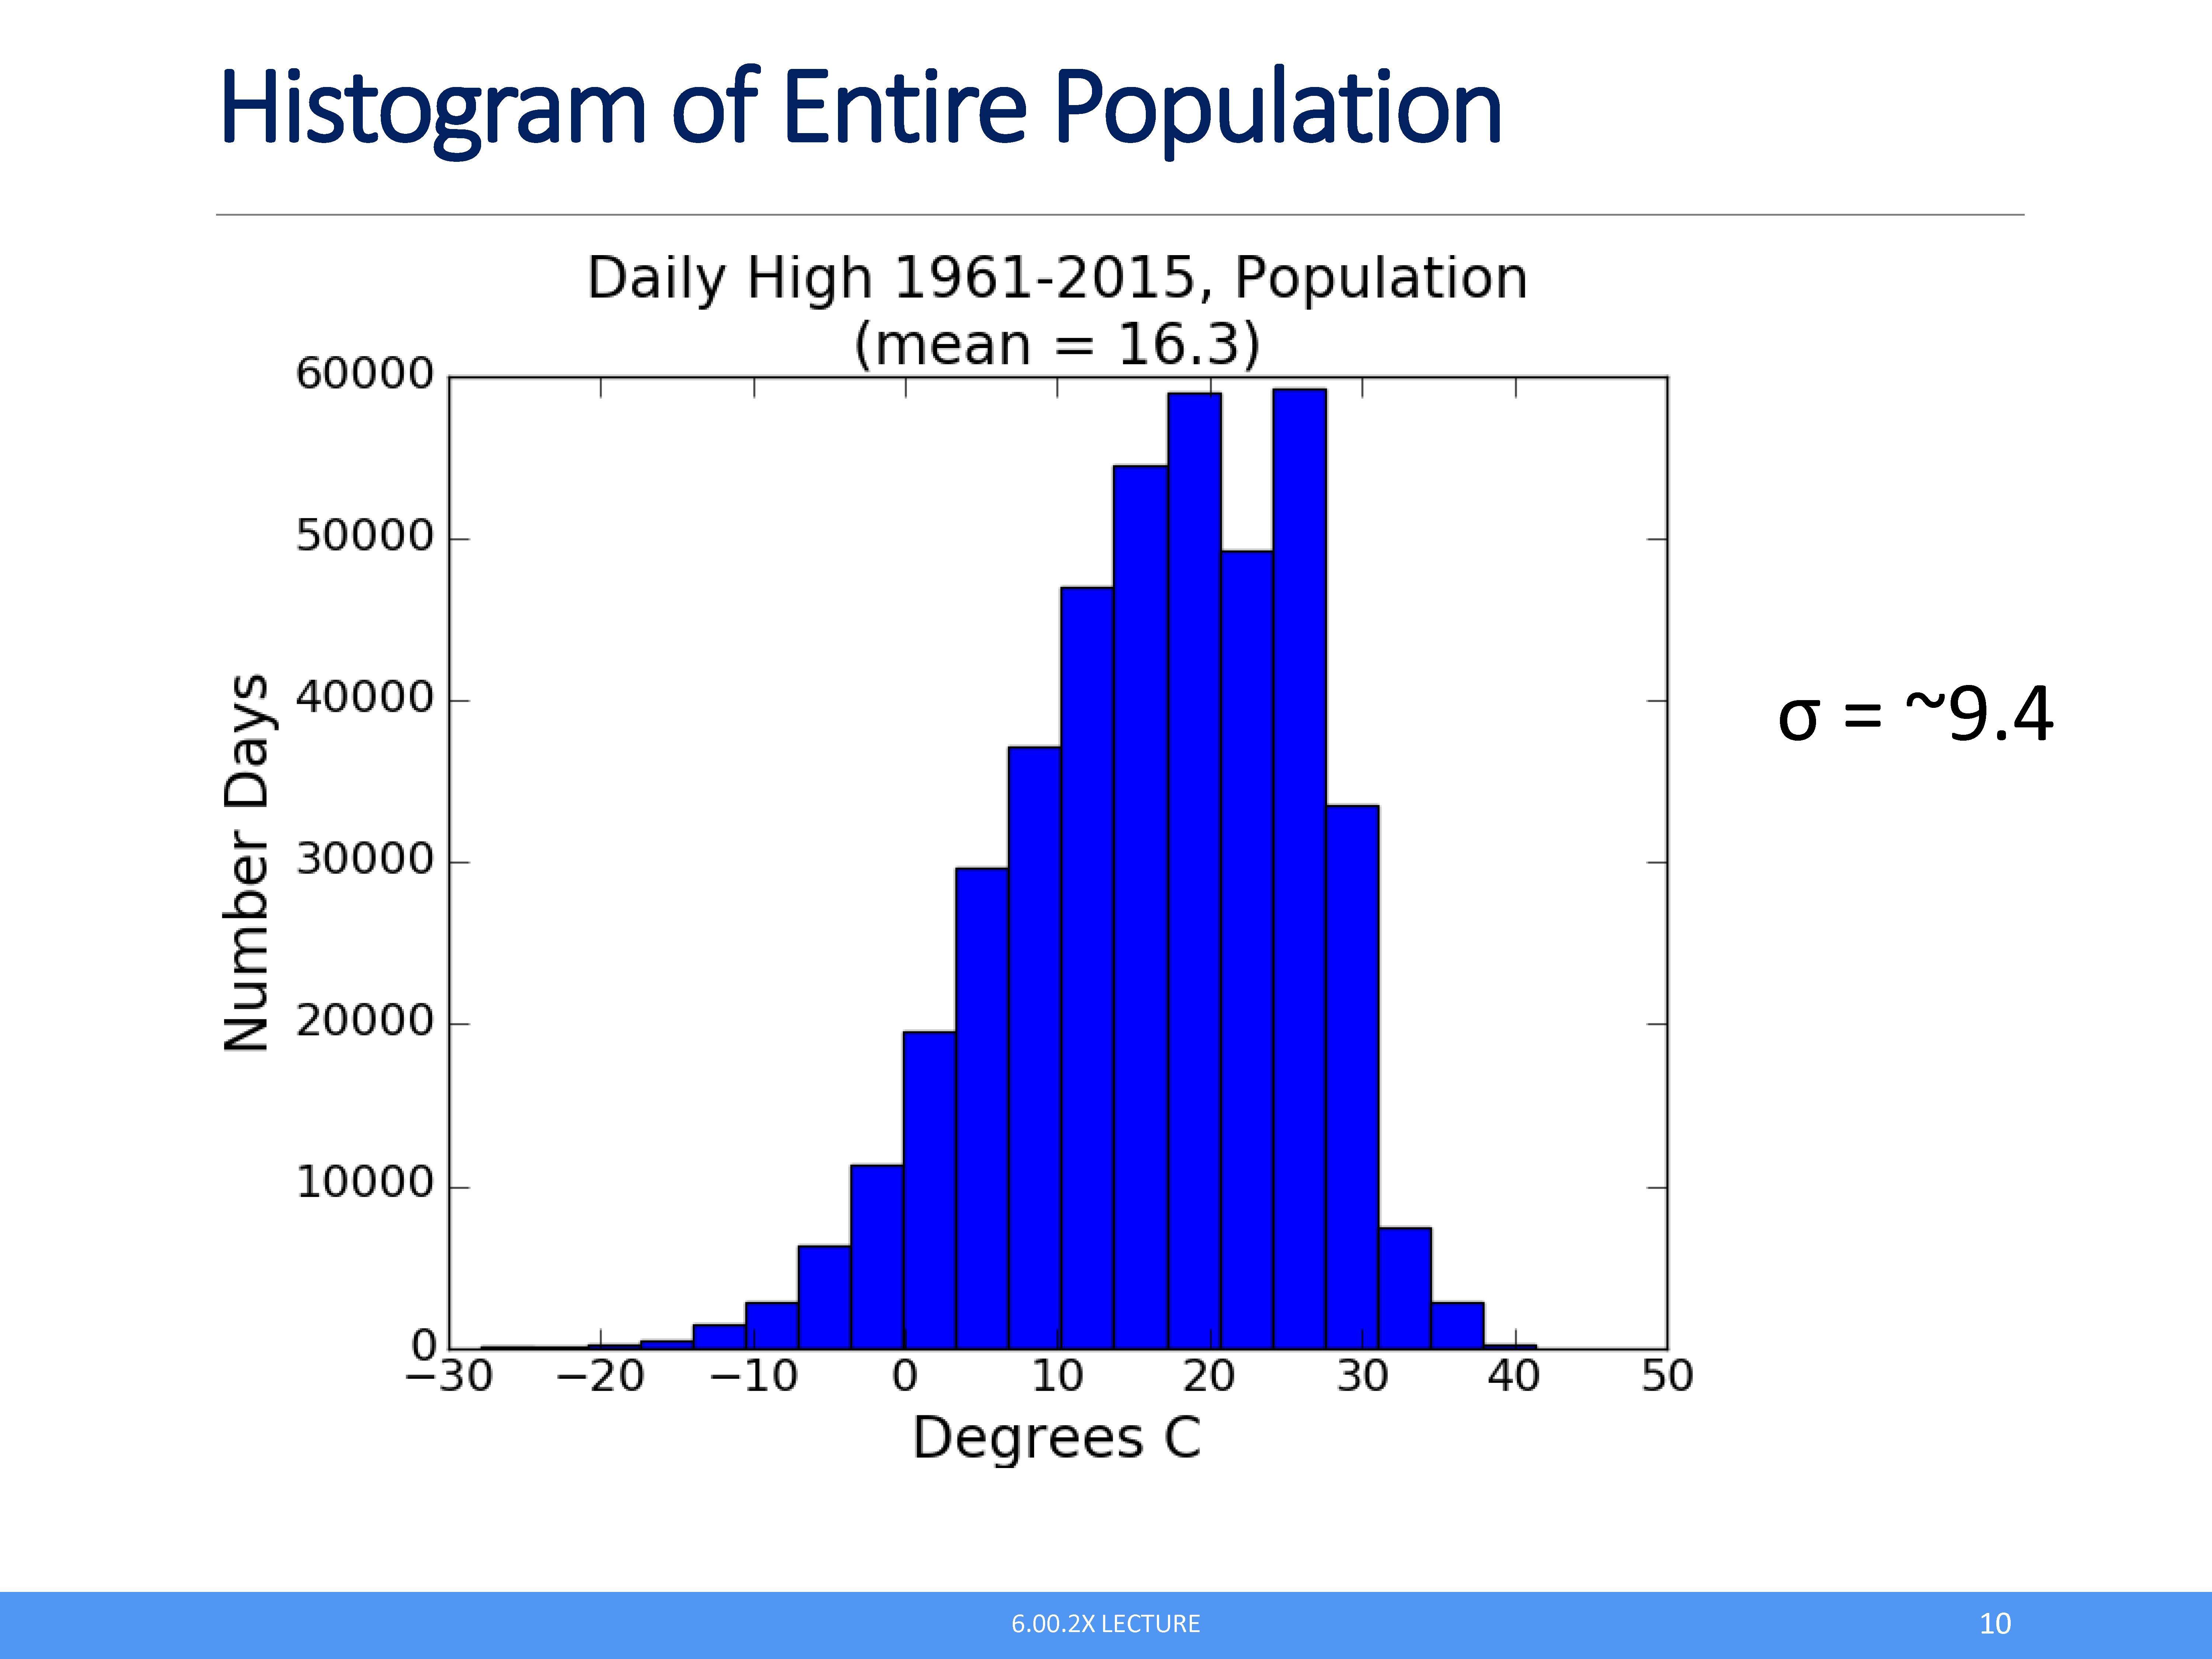 Histogram of Entire Population
Daily High 1961-2015, Population
(mean = 16.3)
60000
50000
40000
30000
20000
10000
0
Number Days
−30 −20 −10 0 10 20 30 40 50
Degrees C
σ = ~9.4
6.00.2X LECTURE
10